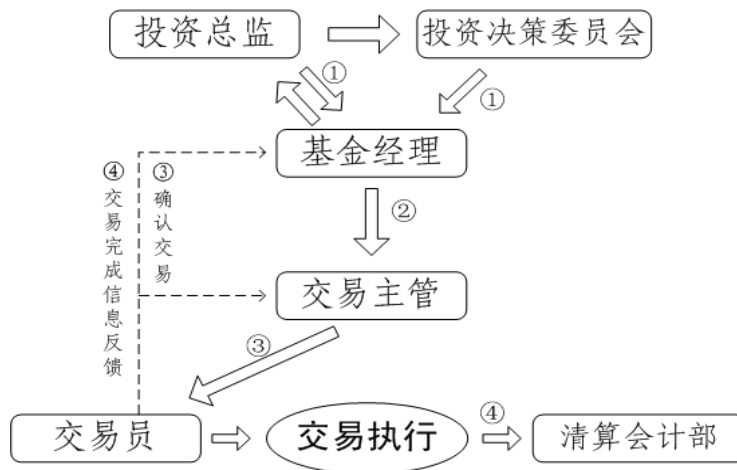 投资总监
投资决策委员会
①
①
基金经理
④交易完成信息反馈
③确认交易
②
交易主管
③
交易员
交易执行
④
清算会计部